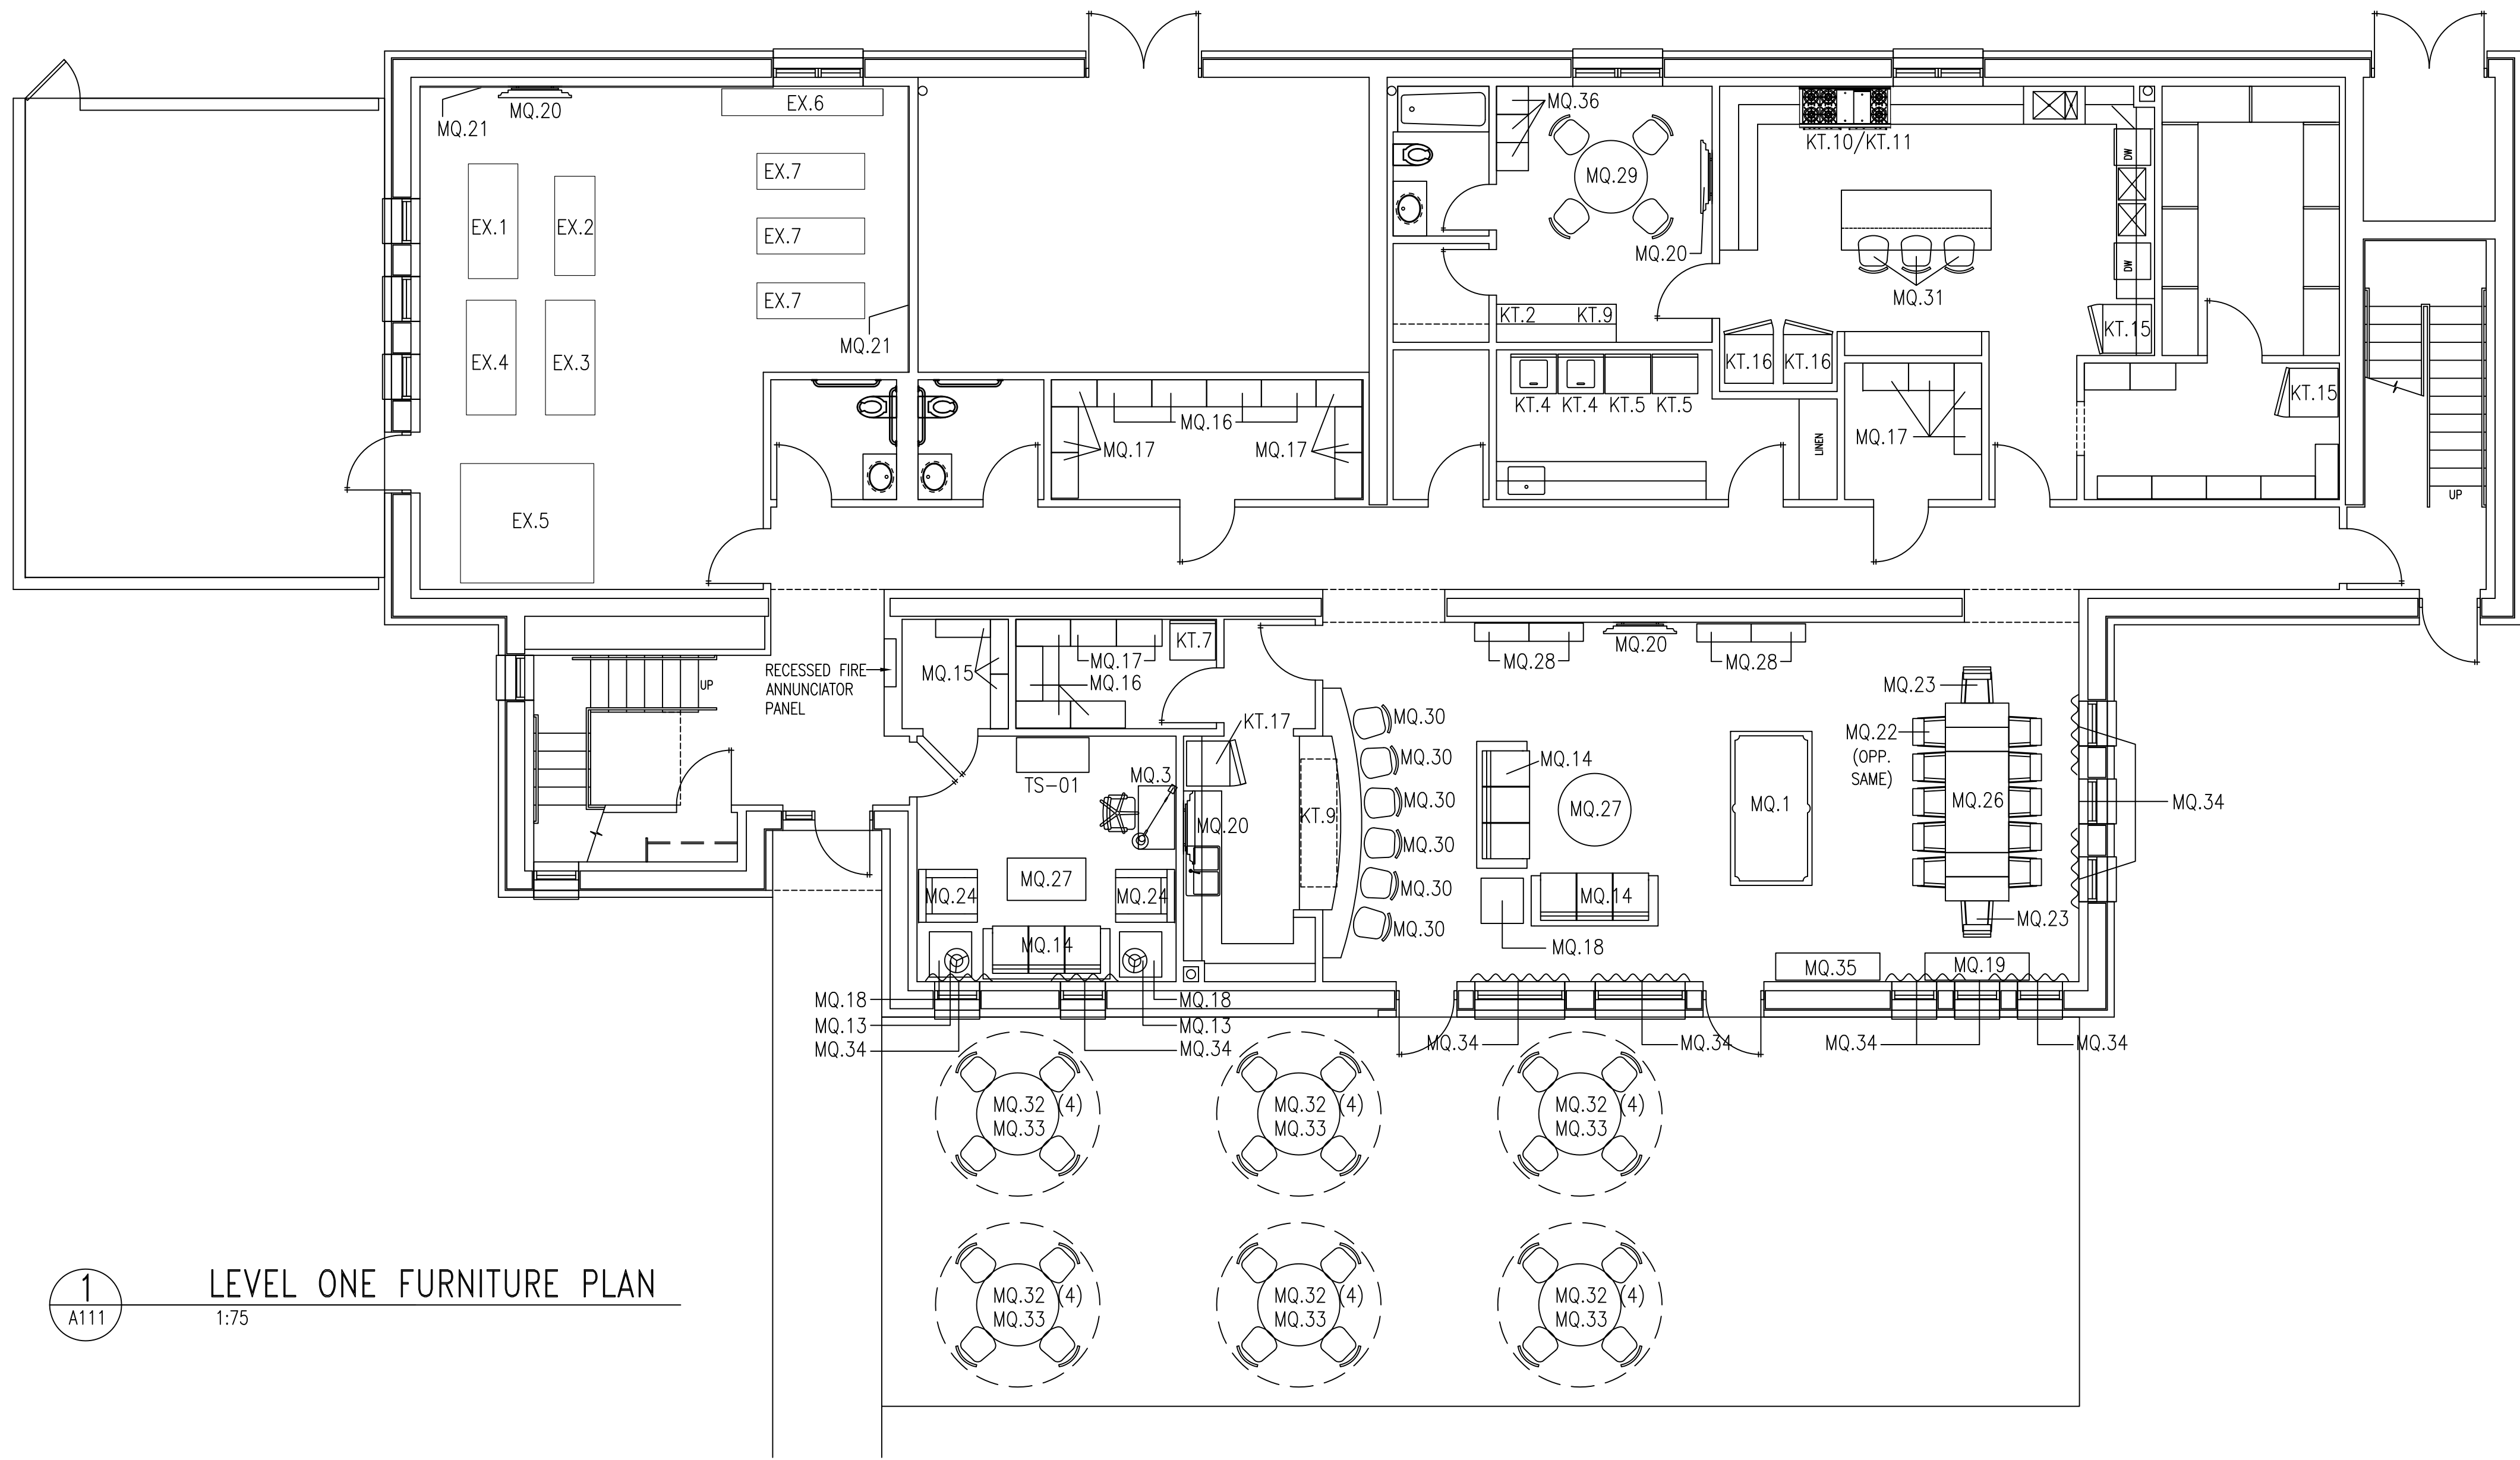 MQ.21
MQ.20
EX.6
EX.7
EX.7
EX.7
EX.1
EX.2
EX.4
EX.3
EX.5
MQ.21
MQ.36
MQ.29
MQ.20
KT.2
KT.9
KT.10/KT.11
DW
DW
MQ.31
KT.15
KT.16
KT.16
KT.4
KT.4
KT.5
KT.5
LINEN
MQ.17
KT.15
UP
MQ.16
MQ.17
MQ.17
UP
RECESSED FIRE
ANNUNCIATOR
PANEL
MQ.15
MQ.17
MQ.16
KT.7
TS-01
MQ.3
KT.17
MQ.20
KT.9
MQ.27
MQ.24
MQ.24
MQ.14
MQ.18
MQ.13
MQ.34
MQ.18
MQ.13
MQ.34
MQ.28
MQ.20
MQ.28
MQ.30
MQ.30
MQ.30
MQ.30
MQ.30
MQ.30
MQ.14
MQ.27
MQ.14
MQ.18
MQ.1
MQ.23
MQ.22
(OPP.
SAME)
MQ.26
MQ.34
MQ.23
MQ.35
MQ.19
MQ.34
MQ.34
MQ.34
MQ.34
MQ.32 (4)
MQ.33
MQ.32 (4)
MQ.33
MQ.32 (4)
MQ.33
MQ.32 (4)
MQ.33
MQ.32 (4)
MQ.33
MQ.32 (4)
MQ.33
1
A111
LEVEL ONE FURNITURE PLAN
1:75